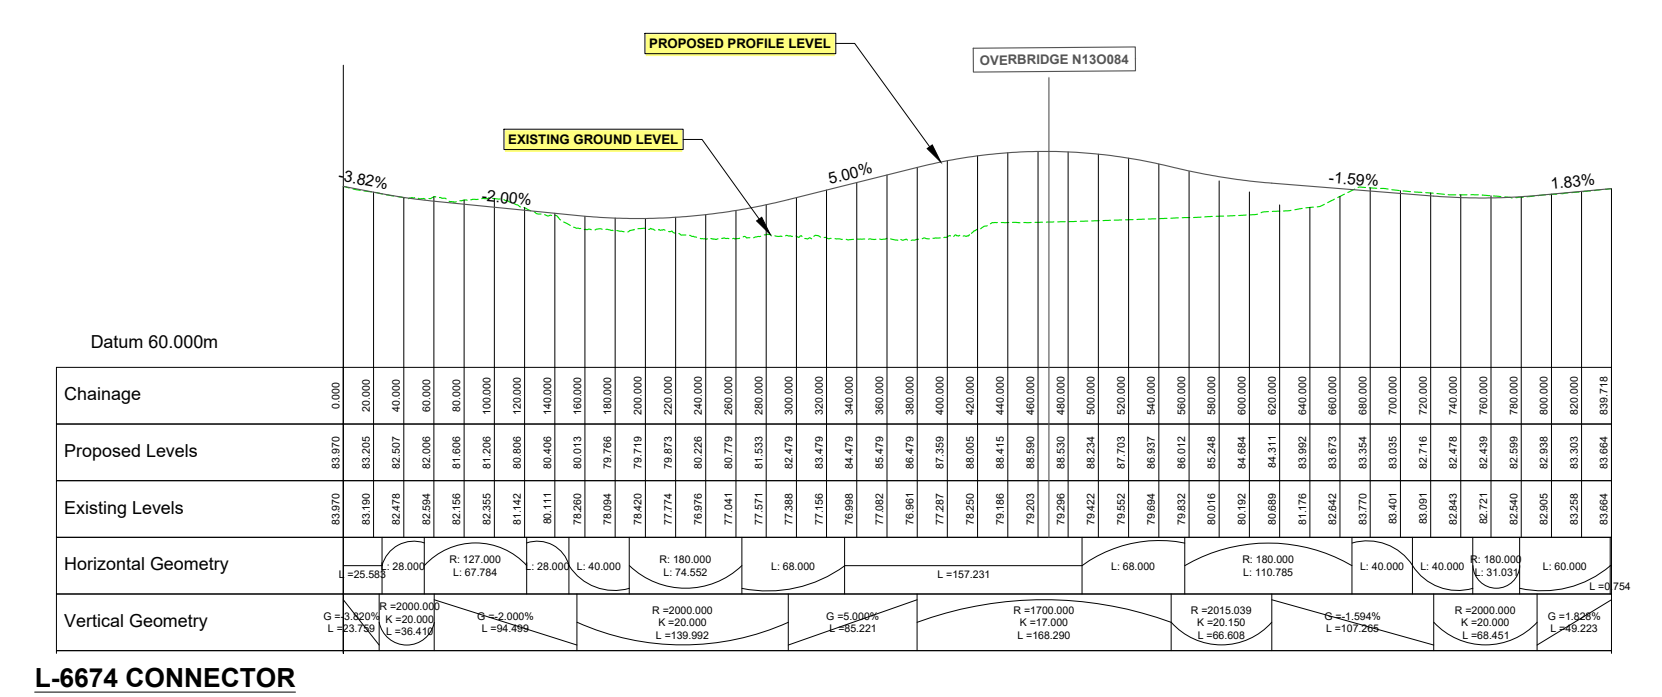 PROPOSED PROFILE LEVEL
OVERBRIDGE N13O084
EXISTING GROUND LEVEL
-3.82%
-2.00%
5.00%
-1.59%
1.83%
Datum 60.000m
Chainage 0.000 20.000 40.000 60.000 80.000 100.000 120.000 140.000 160.000 180.000 200.000 220.000 240.000 260.000 280.000 300.000 320.000 340.000 360.000 380.000 400.000 420.000 440.000 460.000 480.000 500.000 520.000 540.000 560.000 580.000 600.000 620.000 640.000 660.000 680.000 700.000 720.000 740.000 760.000 780.000 800.000 820.000 839.718
Proposed Levels 83.970 83.205 82.507 82.006 81.606 81.206 80.806 80.406 80.013 79.766 79.719 79.873 80.226 80.779 81.533 82.479 83.479 84.479 85.479 86.479 87.359 88.005 88.415 88.590 88.530 88.234 87.703 86.937 86.012 85.248 84.684 84.311 83.992 83.673 83.354 83.035 82.716 82.478 82.439 82.599 82.938 83.303 83.664
Existing Levels 83.970 83.190 82.478 82.594 82.156 82.355 81.142 80.111 78.260 78.094 78.420 77.774 76.976 77.041 77.571 77.388 77.156 76.998 77.082 76.961 77.287 78.250 79.186 79.203 79.296 79.422 79.552 79.694 79.832 80.016 80.192 80.689 81.176 82.642 83.770 83.401 83.091 82.843 82.721 82.540 82.905 83.258 83.664
Horizontal Geometry
L =25.583
L: 28.000
R: 127.000
L: 67.784
L: 28.000
L: 40.000
R: 180.000
L: 74.552
L: 68.000
L =157.231
L: 68.000
R: 180.000
L: 110.785
L: 40.000
L: 40.000
R: 180.000
L: 31.031
L: 60.000
L =0.754
Vertical Geometry
G =-3.820%
L =23.759
R =2000.000
K =20.000
L =36.410
G =-2.000%
L =94.499
R =2000.000
K =20.000
L =139.992
G =5.000%
L =85.221
R =1700.000
K =17.000
L =168.290
R =2015.039
K =20.150
L =66.608
G =-1.594%
L =107.265
R =2000.000
K =20.000
L =68.451
G =1.828%
L =49.223
L-6674 CONNECTOR